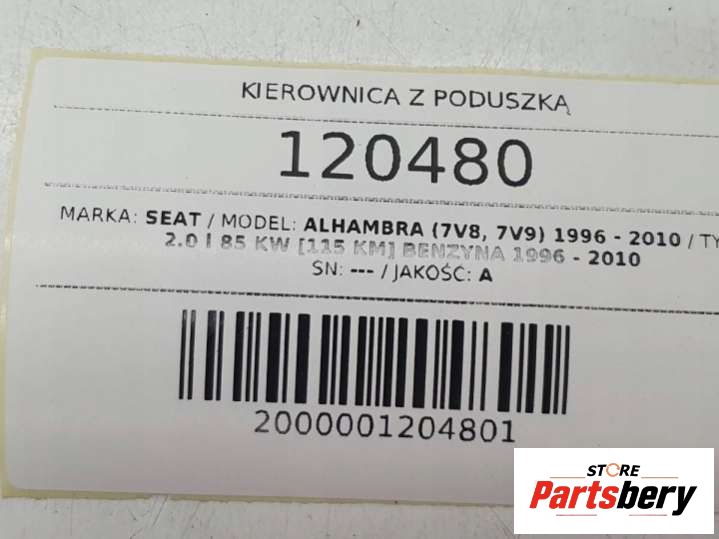 KIEROWNICA Z PODUSZKĄ
120480
MARKA: SEAT / MODEL: ALHAMBRA (7V8, 7V9) 1996 - 2010 / TY
2.0 i 85 KW [115 KM] BENZYNA 1996 - 2010
SN: --- / JAKOŚĆ: A
2000001204801
STORE
Partsbery